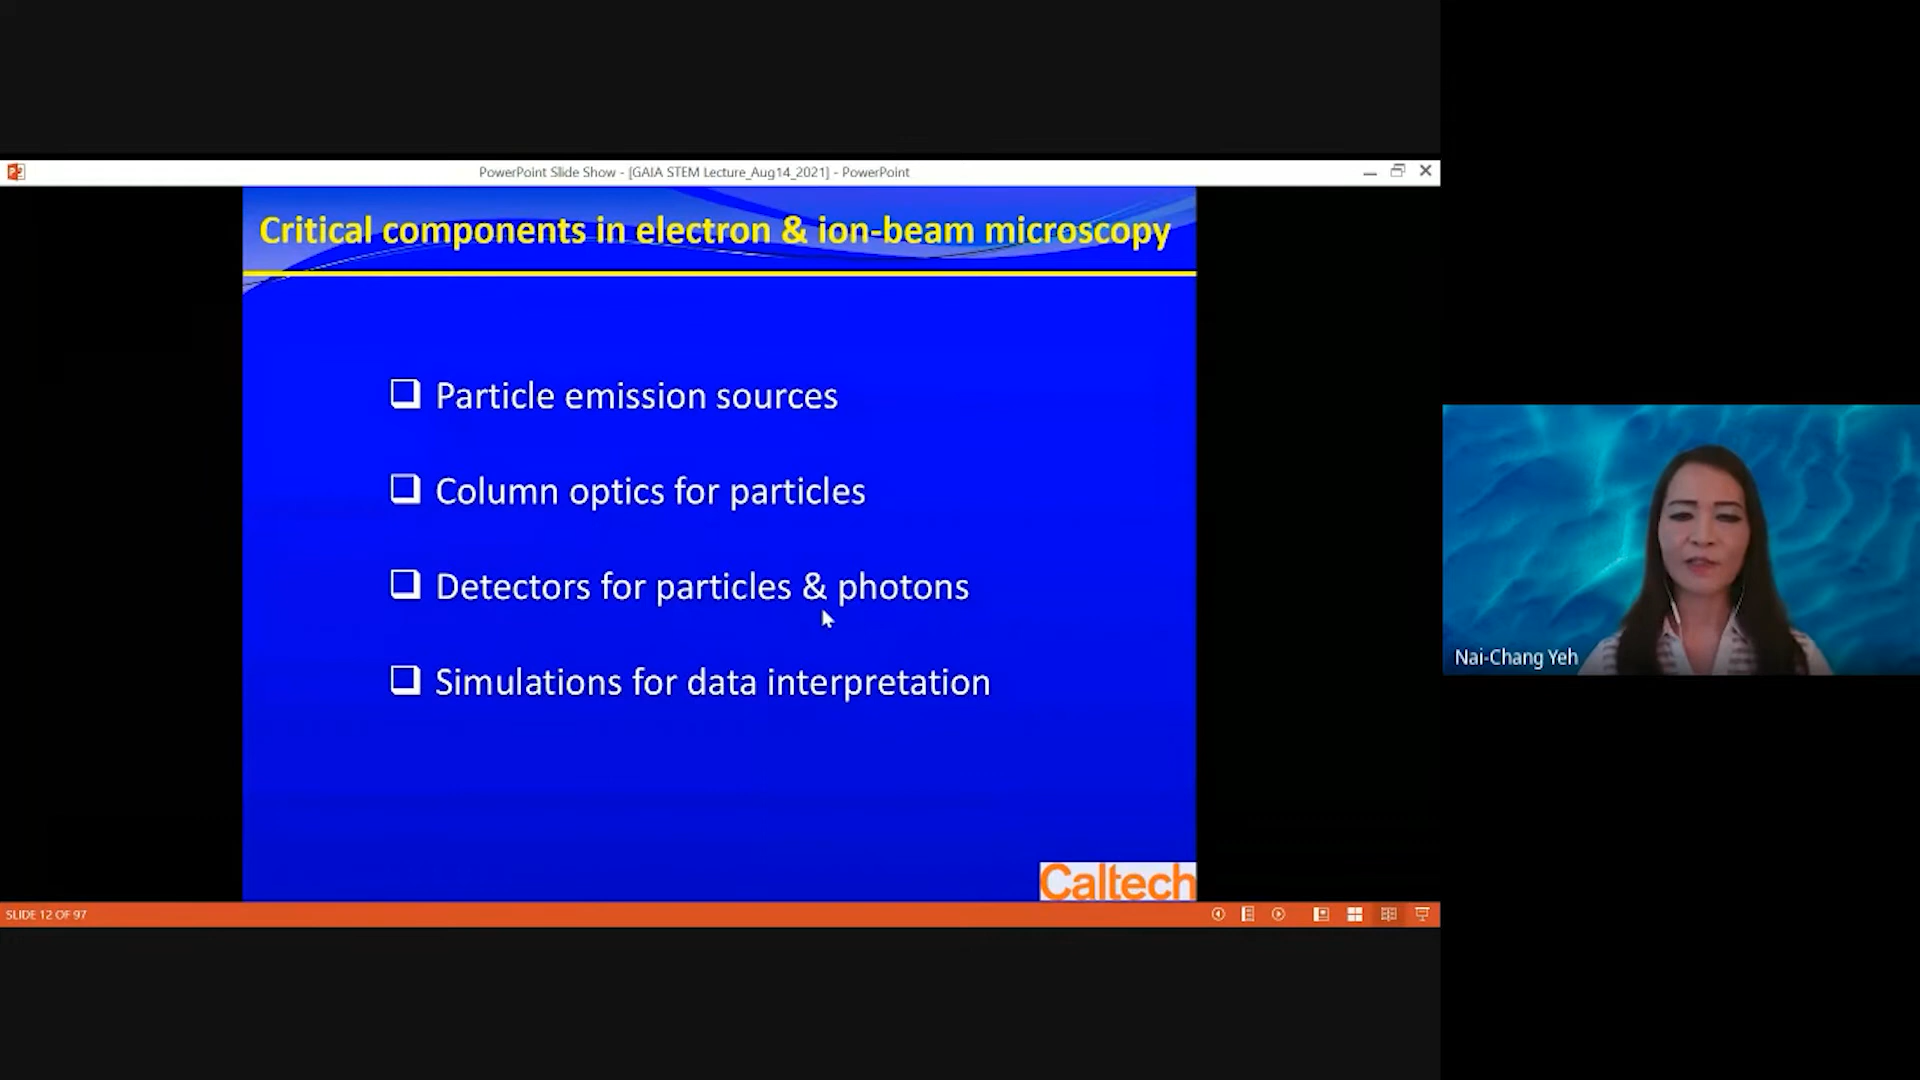 PowerPoint Slide Show - [GAIA STEM Lecture_Aug14_2021] - PowerPoint
Critical components in electron & ion-beam microscopy
Particle emission sources
Column optics for particles
Detectors for particles & photons
Simulations for data interpretation
Caltech
SLIDE 12 OF 97
Nai-Chang Yeh